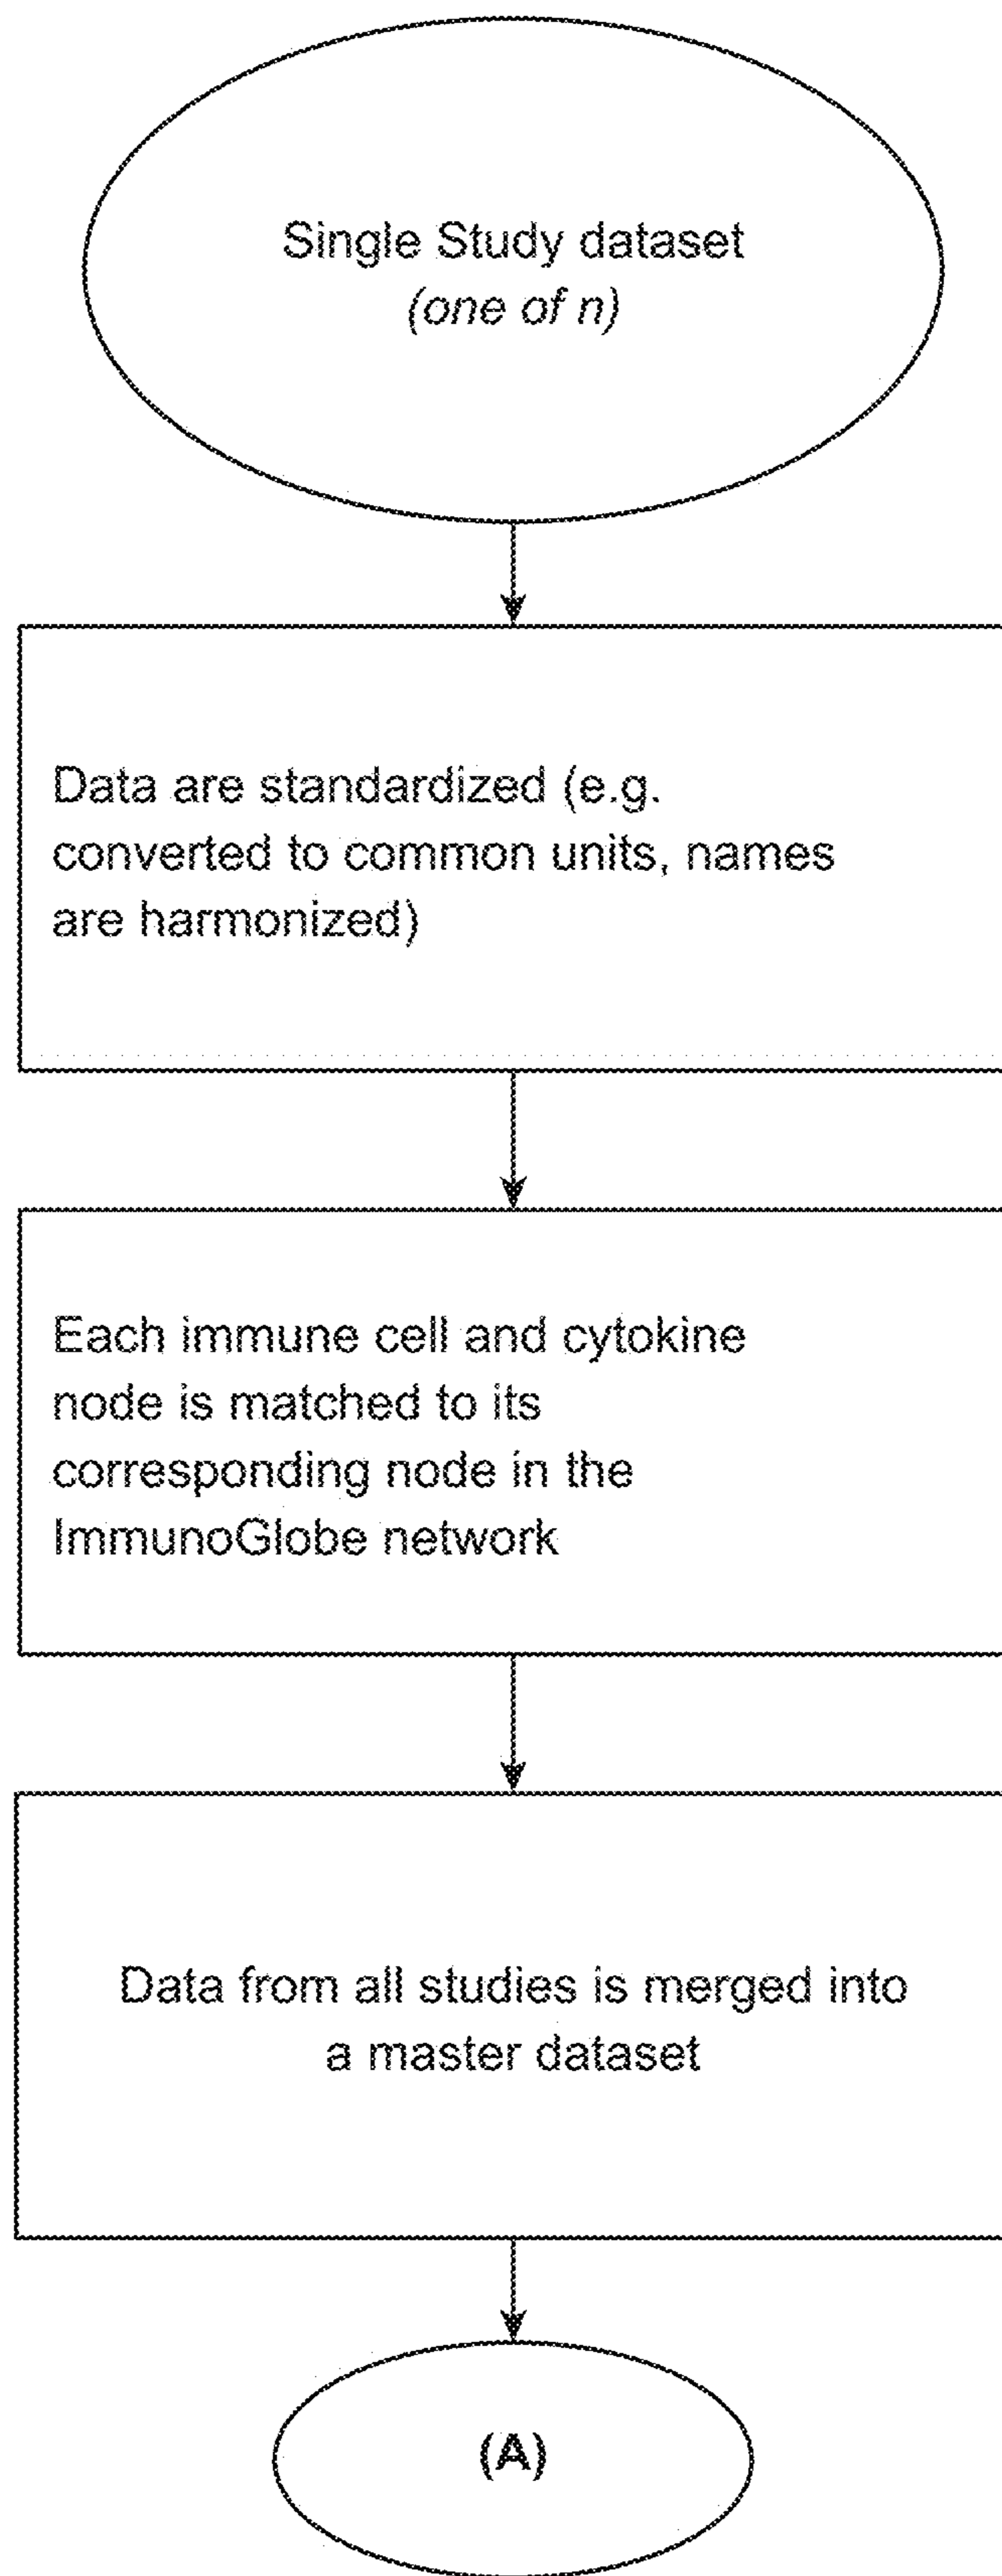 Single Study dataset
(one of n)
Data are standardized (e.g.
converted to common units, names
are harmonized)
Each immune cell and cytokine
node is matched to its
corresponding node in the
ImmunoGlobe network
Data from all studies is merged into
a master dataset
(A)